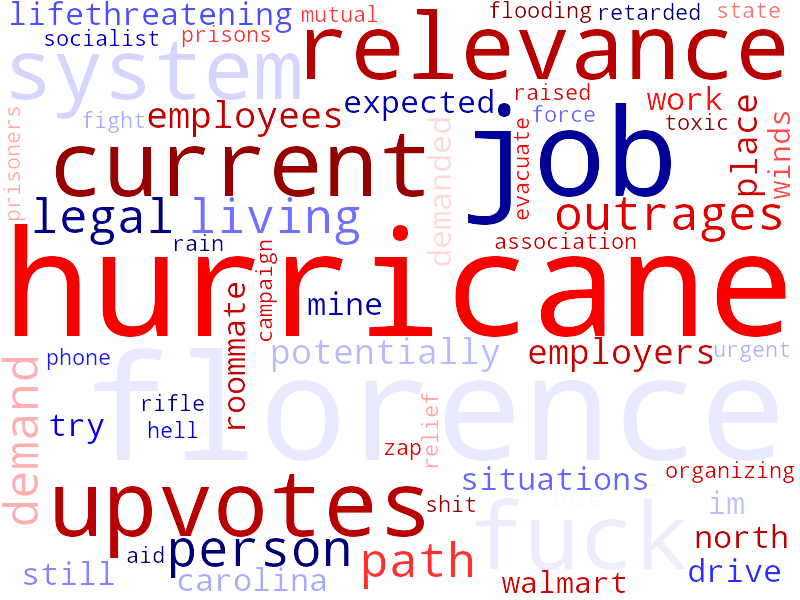 lifethreatening mutual flooding retarded state
socialist prisons relevance
system
fight employees expected raised force work toxic
prisoners
current
demanded
job
evacuate
place
winds
legal living outrages
rain association
hurricane
campaign
roommate
mine
potentially employers urgent
demand
phone
florence
try rifle
hell
relief
zap
upvotes situations organizing
shit fuck im
aid person path north
still carolina walmart drive